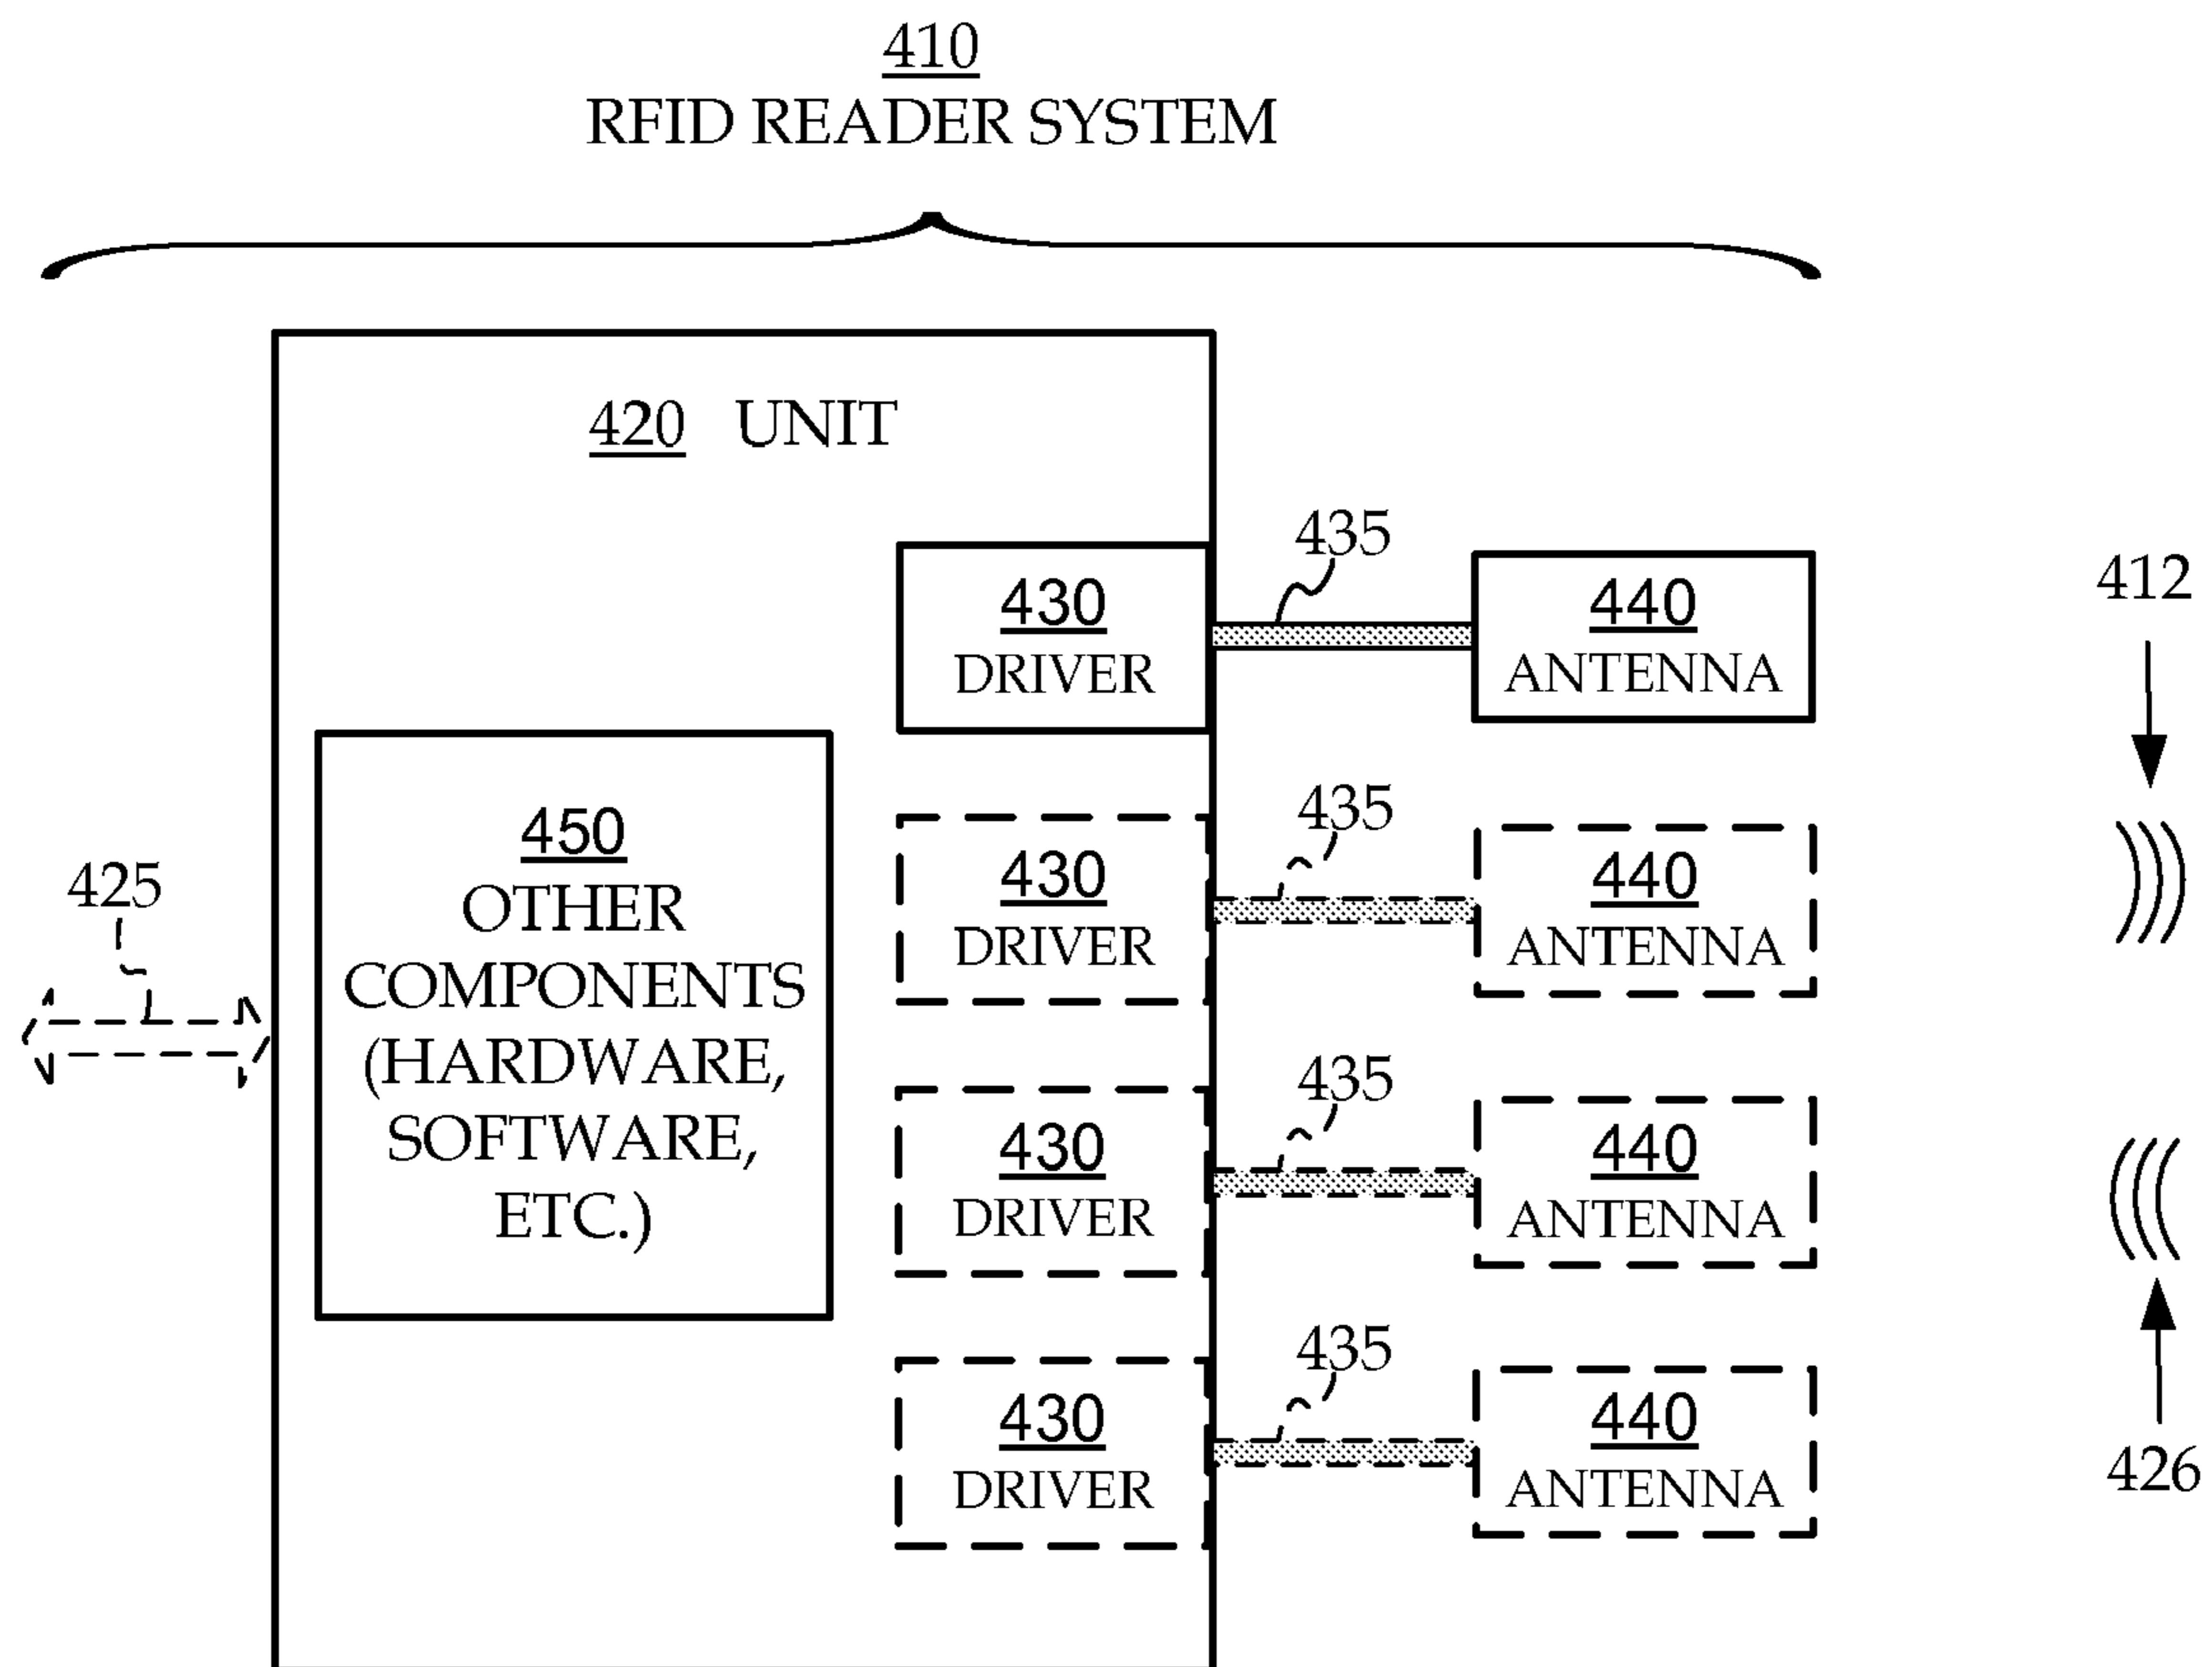 410
RFID READER SYSTEM
420 UNIT
435
430
DRIVER
440
ANTENNA
412
450
OTHER
COMPONENTS
(HARDWARE,
SOFTWARE,
ETC.)
425
435
430
DRIVER
440
ANTENNA
435
430
DRIVER
440
ANTENNA
435
430
DRIVER
440
ANTENNA
426